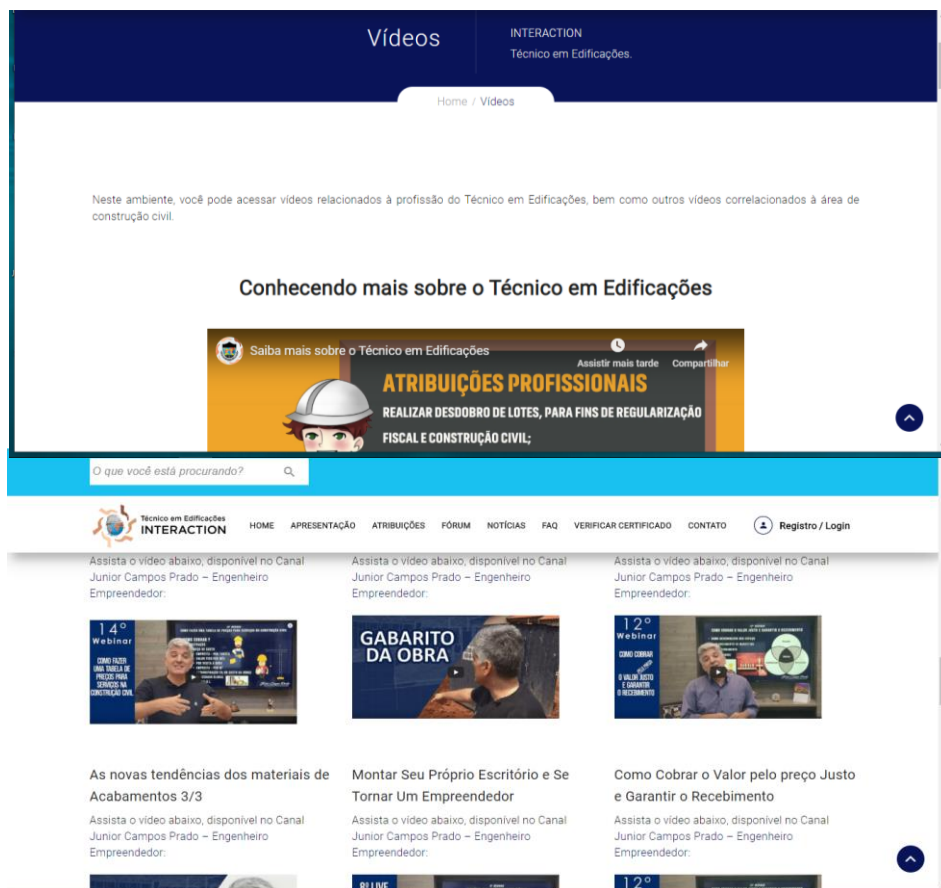 Vídeos
INTERACTION
Técnico em Edificações.
Home / Vídeos
Neste ambiente, você pode acessar vídeos relacionados à profissão do Técnico em Edificações, bem como outros vídeos correlacionados à área de
construção civil.
Conhecendo mais sobre o Técnico em Edificações
Saiba mais sobre o Técnico em Edificações
Assistir mais tarde
Compartilhar
ATRIBUIÇÕES PROFISSIONAIS
REALIZAR DESDOBRO DE LOTES, PARA FINS DE REGULARIZAÇÃO
FISCAL E CONSTRUÇÃO CIVIL;
O que você está procurando?
Técnico em Edificações
INTERACTION
HOME APRESENTAÇÃO ATRIBUIÇÕES FÓRUM NOTÍCIAS FAQ VERIFICAR CERTIFICADO CONTATO Registro / Login
Assista o vídeo abaixo, disponível no Canal
Junior Campos Prado – Engenheiro
Empreendedor:
Assista o vídeo abaixo, disponível no Canal
Junior Campos Prado – Engenheiro
Empreendedor:
Assista o vídeo abaixo, disponível no Canal
Junior Campos Prado – Engenheiro
Empreendedor:
14°
Webinar
COMO FAZER
UMA TABELA DE
PREÇOS PARA
SERVIÇOS NA
CONSTRUÇÃO CIVIL
GABARITO
DA OBRA
12°
Webinar
COMO COBRAR
O VALOR JUSTO
E GARANTIR
O RECEBIMENTO
As novas tendências dos materiais de
Acabamentos 3/3
Assista o vídeo abaixo, disponível no Canal
Junior Campos Prado – Engenheiro
Empreendedor:
Montar Seu Próprio Escritório e Se
Tornar Um Empreendedor
Assista o vídeo abaixo, disponível no Canal
Junior Campos Prado – Engenheiro
Empreendedor:
Como Cobrar o Valor pelo preço Justo
e Garantir o Recebimento
Assista o vídeo abaixo, disponível no Canal
Junior Campos Prado – Engenheiro
Empreendedor:
8º LIVE
12°